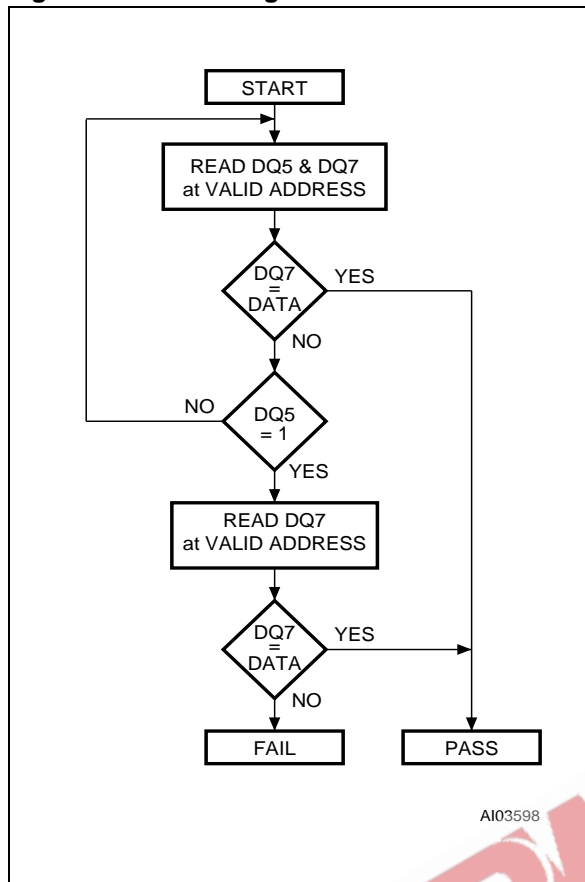 START
READ DQ5 & DQ7
at VALID ADDRESS
DQ7
=
DATA
YES
NO
NO
DQ5
= 1
YES
READ DQ7
at VALID ADDRESS
DQ7
=
DATA
YES
NO
FAIL
PASS
AI03598